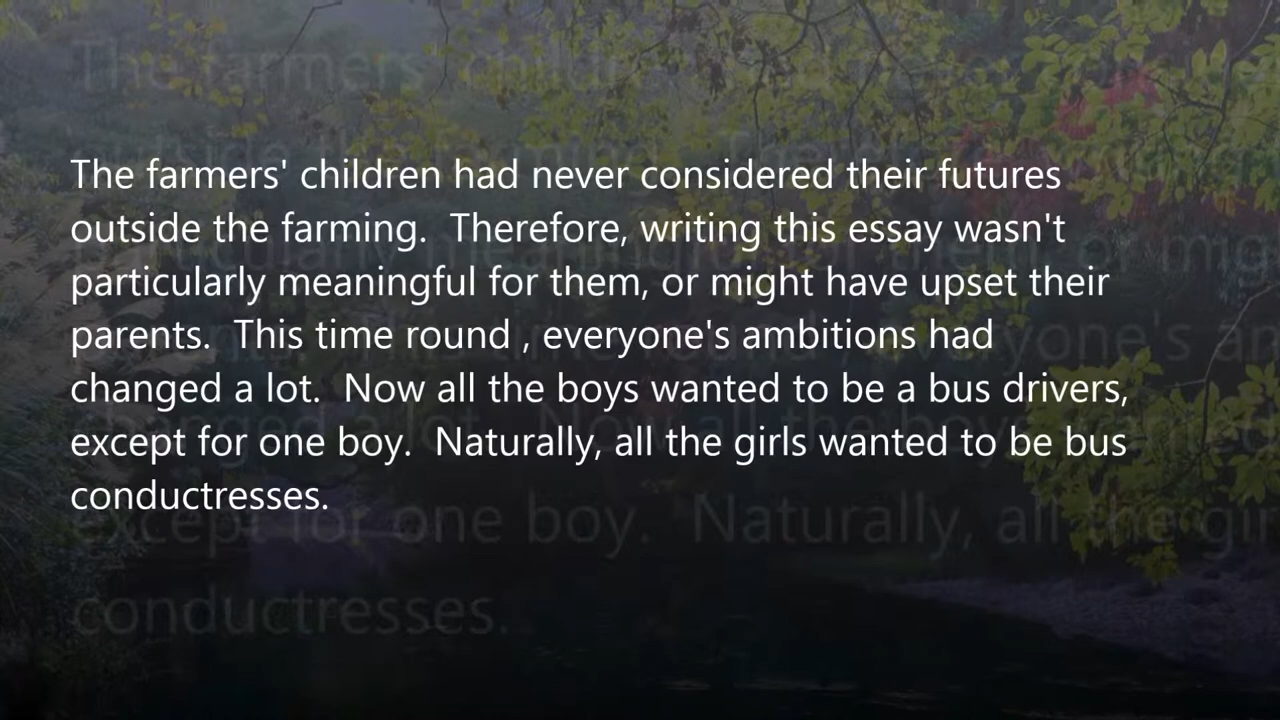 The farmers' children had never considered their futures
outside the farming.  Therefore, writing this essay wasn't
particularly meaningful for them, or might have upset their
parents.  This time round , everyone's ambitions had
changed a lot.  Now all the boys wanted to be a bus drivers,
except for one boy.  Naturally, all the girls wanted to be bus
conductresses.